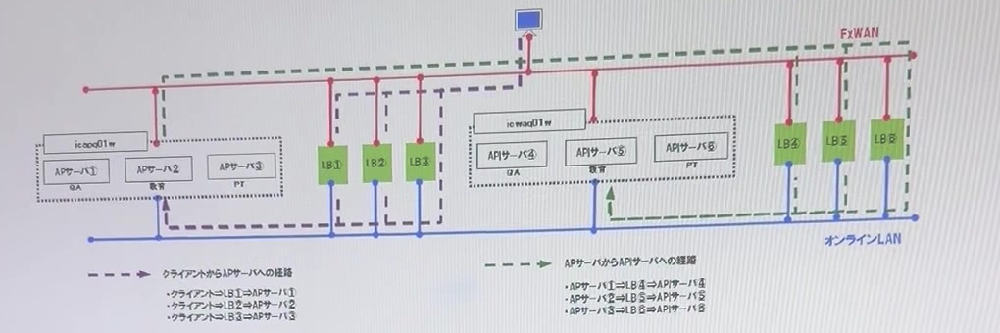 FxWAN
icapq01w
APサーバ①
APサーバ2
APサーバ③
QA
教育
PT
LB①
LB②
LB③
icwaq01w
APIサーバ④
APIサーバ⑤
APIサーバ⑥
QA
教育
PT
LB④
LB⑤
LB⑥
オンラインLAN
クライアントからAPサーバへの経路
・クライアント⇒LB①⇒APサーバ①
・クライアント⇒LB2⇒APサーバ2
・クライアント⇒LB3⇒APサーバ3
APサーバからAPIサーバへの経路
・APサーバ1⇒LB④⇒APIサーバ④
・APサーバ2⇒LB⑤⇒APIサーバ⑤
・APサーバ3⇒LB⑥⇒APIサーバ⑥